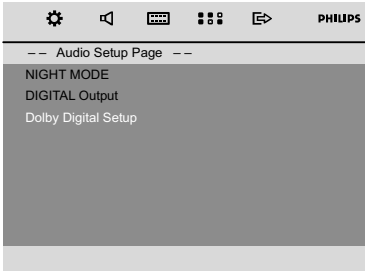 PHILIPS
–– Audio Setup Page ––
NIGHT MODE
DIGITAL Output
Dolby Digital Setup